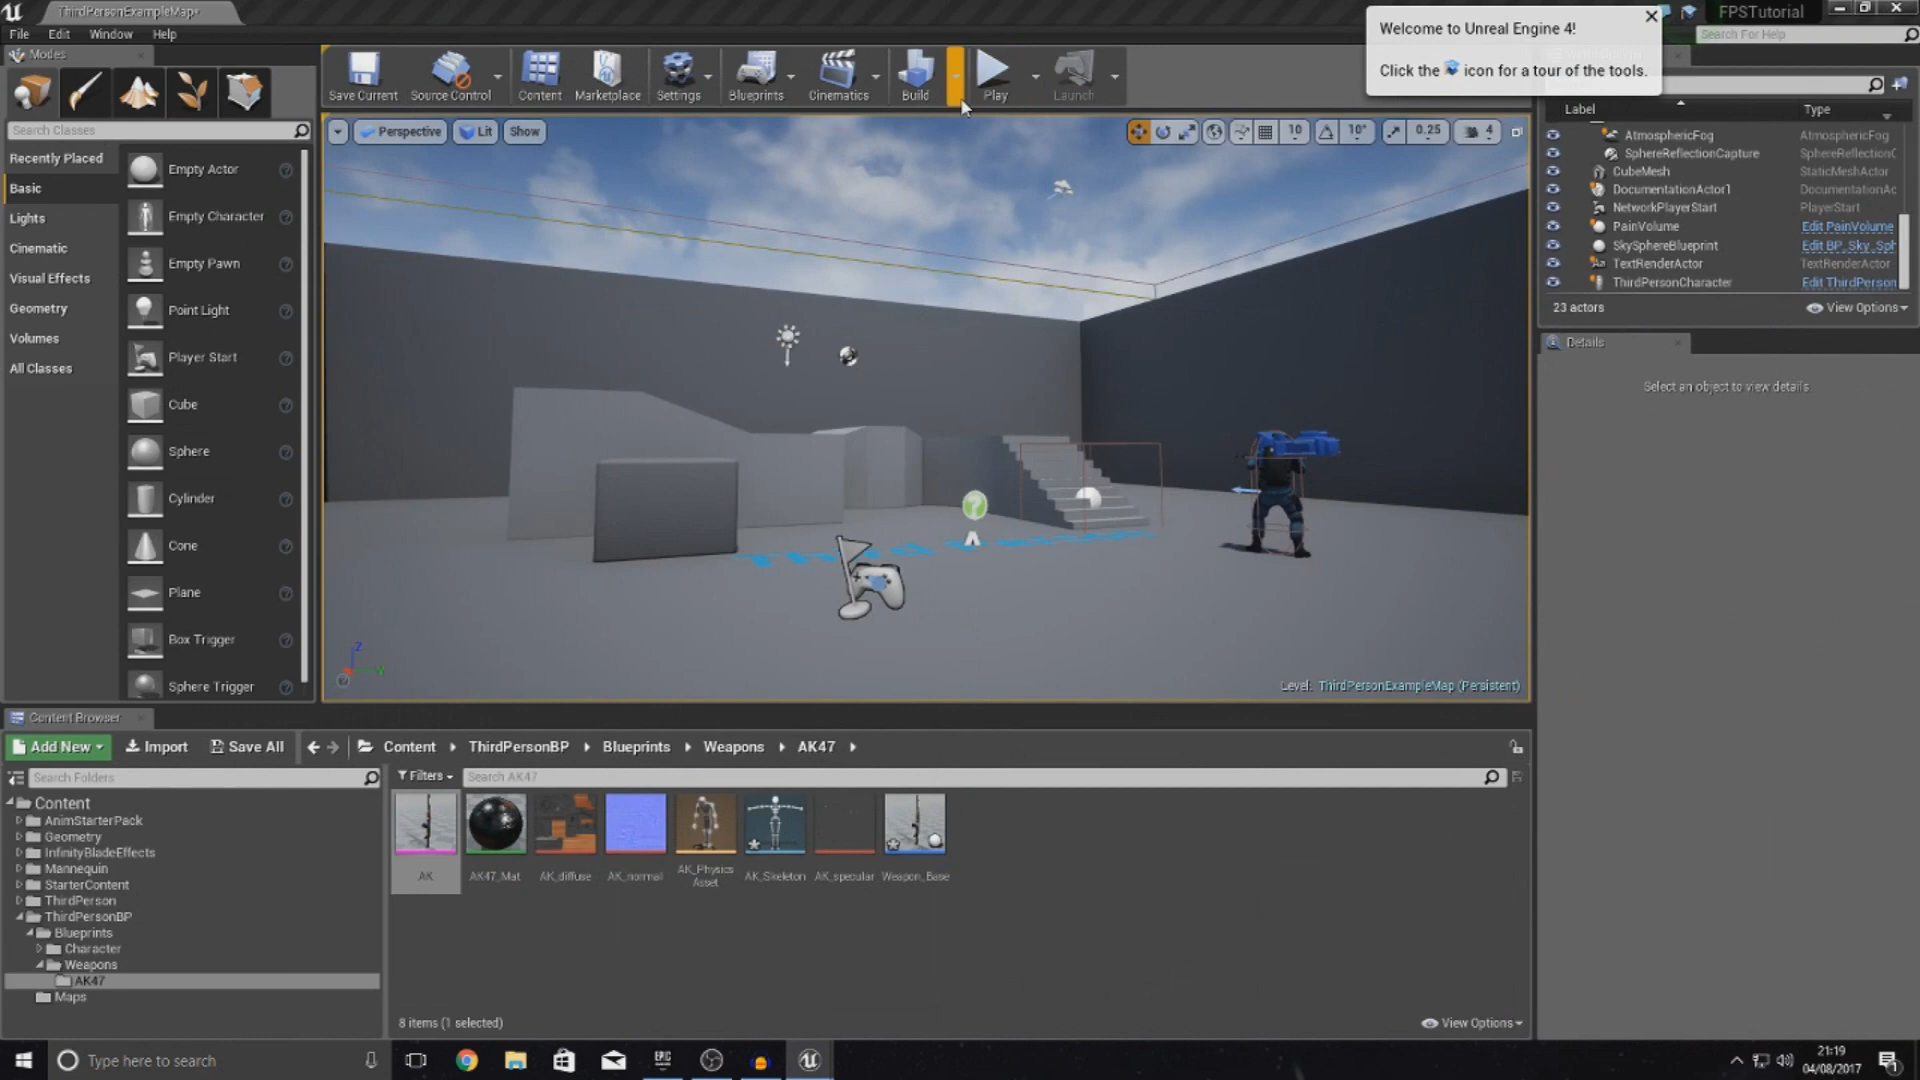 ThirdPersonExampleMap*
FPSTutorial
File Edit Window Help
Search For Help
Welcome to Unreal Engine 4!
Click the icon for a tour of the tools.
Modes
Save Current
Source Control
Content
Marketplace
Settings
Blueprints
Cinematics
Build
Play
Launch
Search Classes
Recently Placed
Basic
Lights
Cinematic
Visual Effects
Geometry
Volumes
All Classes
Empty Actor
Empty Character
Empty Pawn
Point Light
Player Start
Cube
Sphere
Cylinder
Cone
Plane
Box Trigger
Sphere Trigger
Perspective
Lit
Show
10
10°
0.25
4
Z
Level: ThirdPersonExampleMap (Persistent)
Label Type
AtmosphericFog AtmosphericFog
SphereReflectionCapture SphereReflectionC
CubeMesh StaticMeshActor
DocumentationActor1 DocumentationAc
NetworkPlayerStart PlayerStart
PainVolume Edit PainVolume
SkySphereBlueprint Edit BP_Sky_Sph
TextRenderActor TextRenderActor
ThirdPersonCharacter Edit ThirdPerson
23 actors
View Options
Details
Select an object to view details
Content Browser
Add New
Import
Save All
Content
ThirdPersonBP
Blueprints
Weapons
AK47
Search Folders
Filters
Search AK47
Content
AnimStarterPack
Geometry
InfinityBladeEffects
Mannequin
StarterContent
ThirdPerson
ThirdPersonBP
Blueprints
Character
Weapons
AK47
Maps
AK
AK47_Mat
AK_diffuse
AK_normal
AK_Physics
Asset
AK_Skeleton
AK_specular
Weapon_Base
8 items (1 selected)
View Options
Type here to search
EPIC
21:19
04/08/2017
1